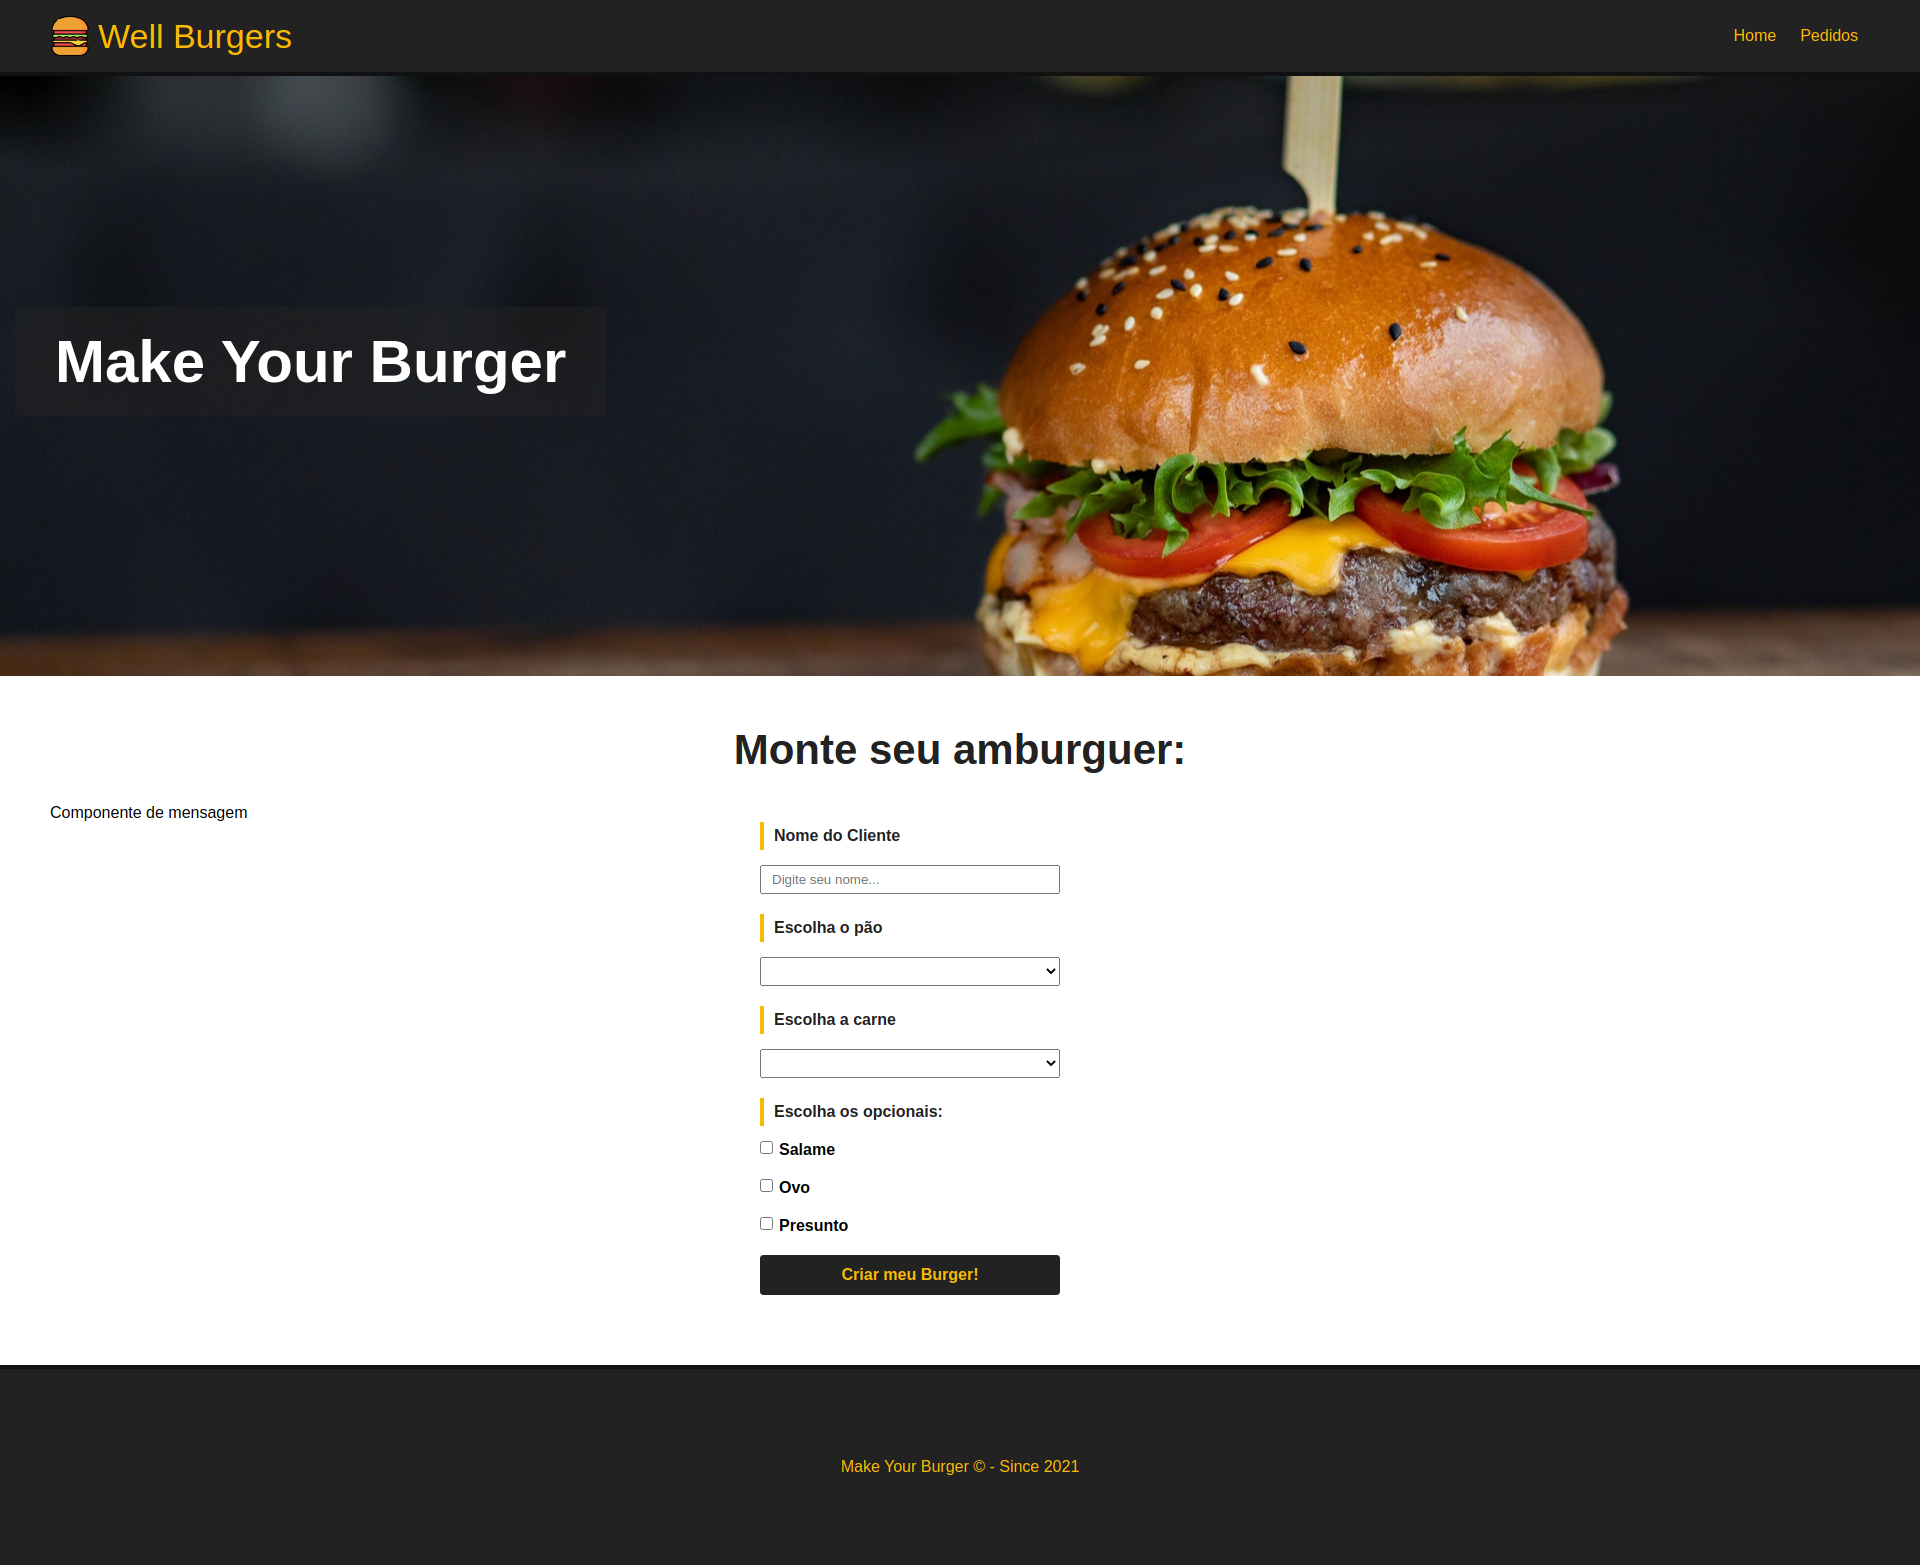 Well Burgers
Home Pedidos
Make Your Burger
Monte seu amburguer:
Componente de mensagem
Nome do Cliente
Digite seu nome...
Escolha o pão
Escolha a carne
Escolha os opcionais:
Salame
Ovo
Presunto
Criar meu Burger!
Make Your Burger © - Since 2021